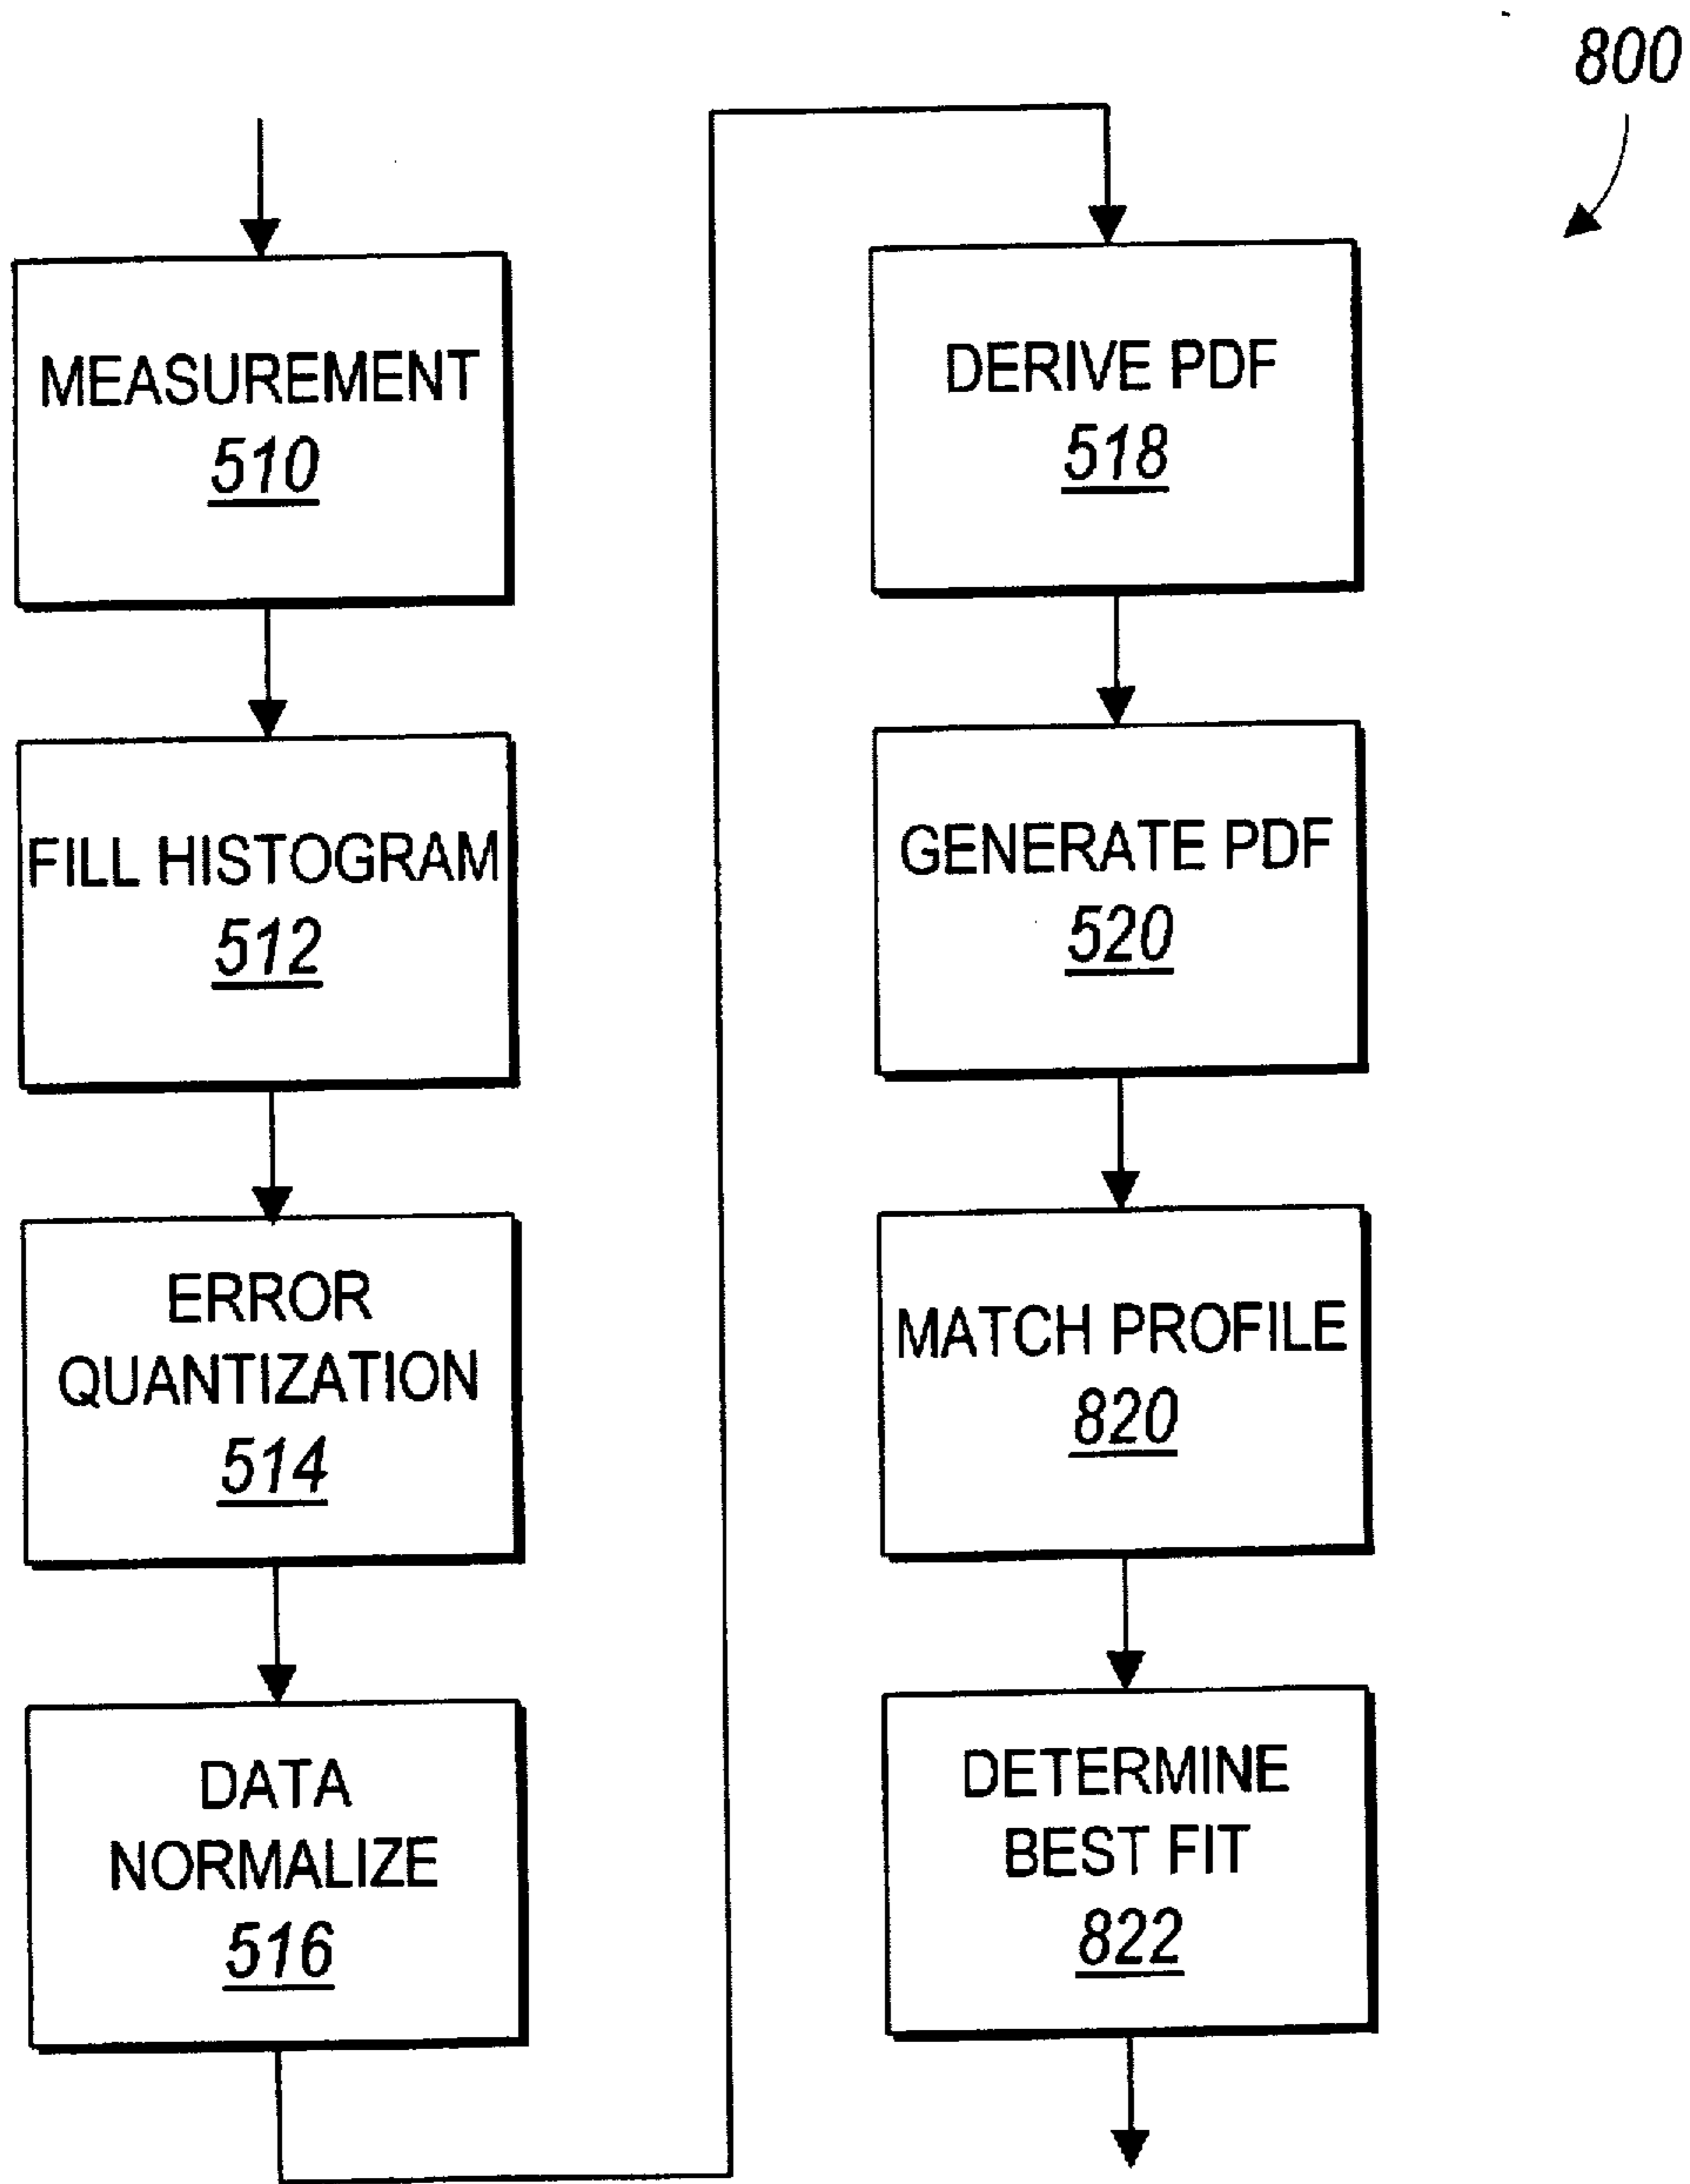 800
MEASUREMENT
510
FILL HISTOGRAM
512
ERROR
QUANTIZATION
514
DATA
NORMALIZE
516
DERIVE PDF
518
GENERATE PDF
520
MATCH PROFILE
820
DETERMINE
BEST FIT
822